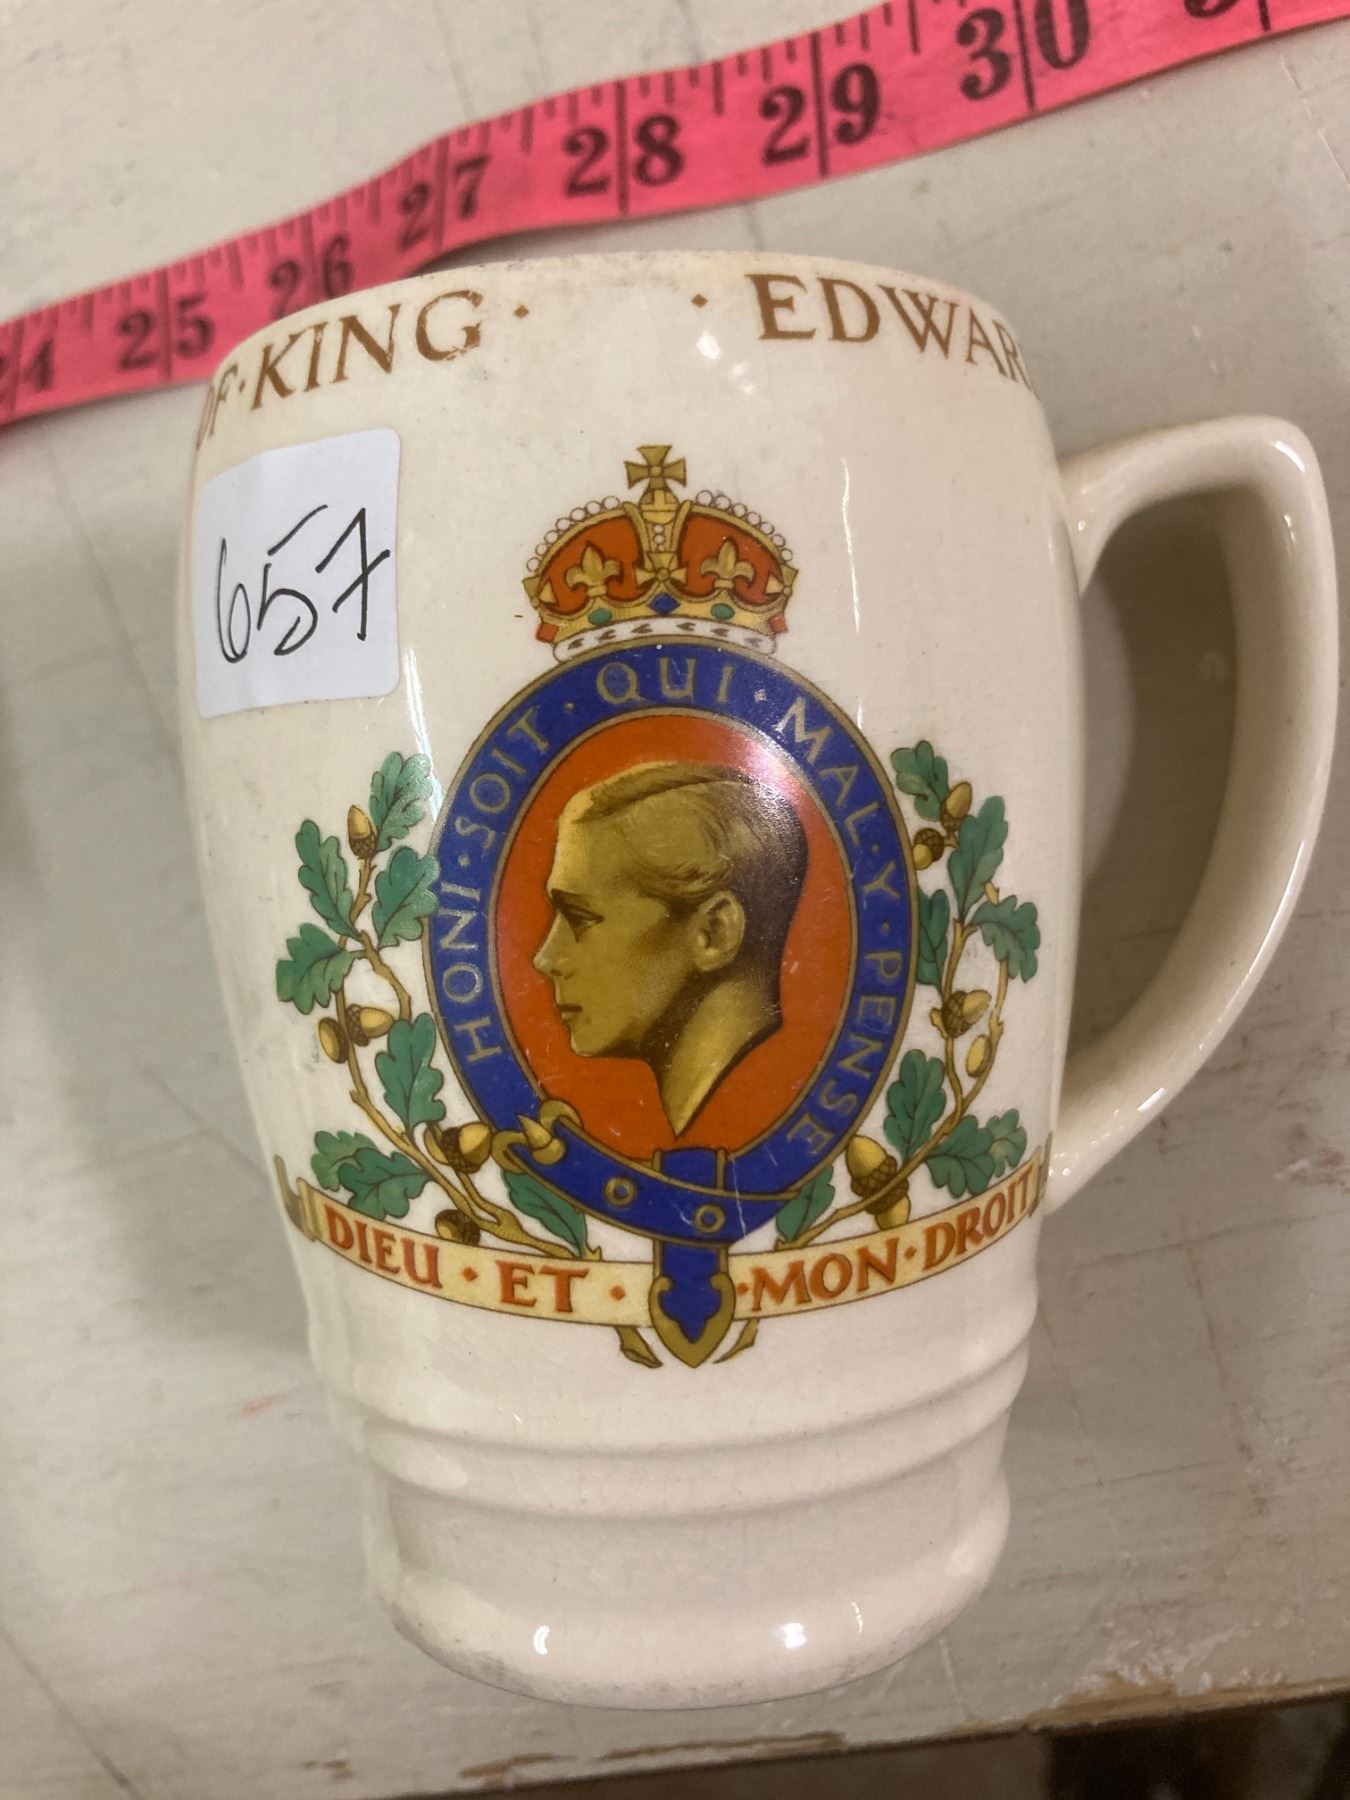 25 26 27 28 29 30
OF·KING· ·EDWAR
657
HONI·SOIT·QUI·MAL·Y·PENSE
DIEU·ET·MON·DROIT